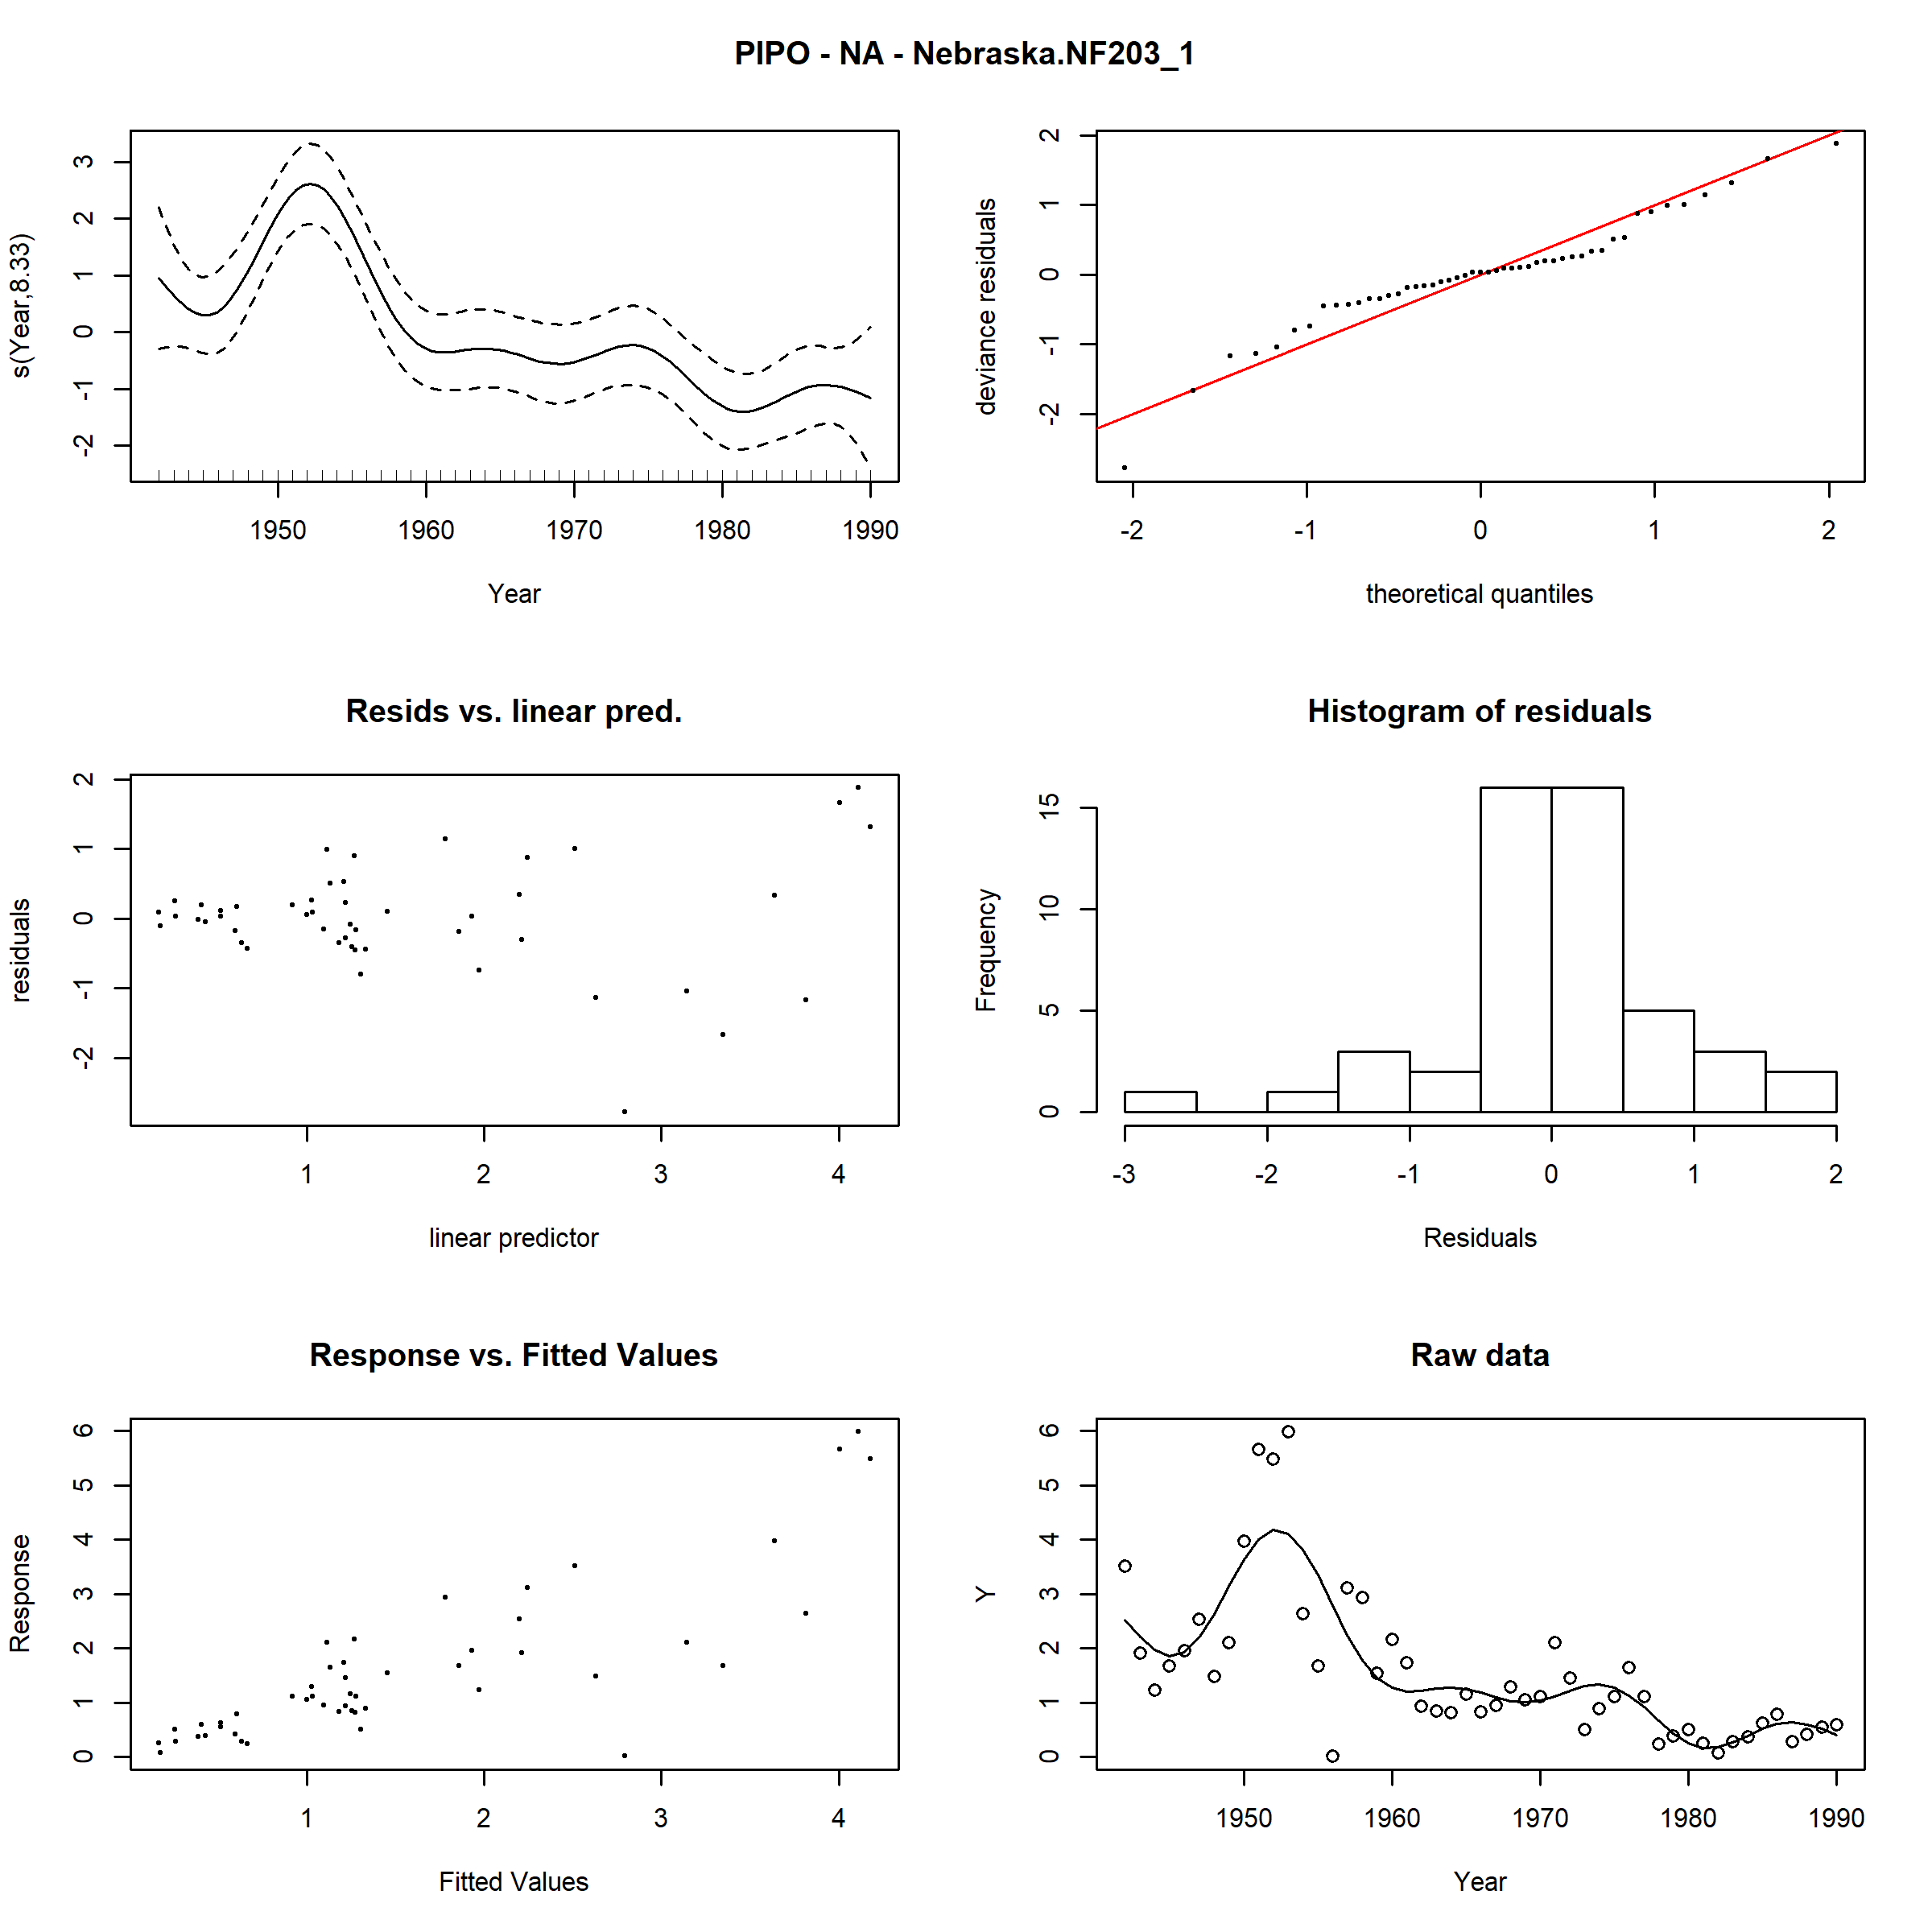 PIPO - NA - Nebraska.NF203_1
s(Year,8.33)
3
2
1
0
-1
-2
1950 1960 1970 1980 1990
Year
deviance residuals
2
1
0
-1
-2
-2 -1 0 1 2
theoretical quantiles
Resids vs. linear pred.
residuals
2
1
0
-1
-2
1 2 3 4
linear predictor
Histogram of residuals
Frequency
15
10
5
0
-3 -2 -1 0 1 2
Residuals
Response vs. Fitted Values
Response
6
5
4
3
2
1
0
1 2 3 4
Fitted Values
Raw data
Y
6
5
4
3
2
1
0
1950 1960 1970 1980 1990
Year